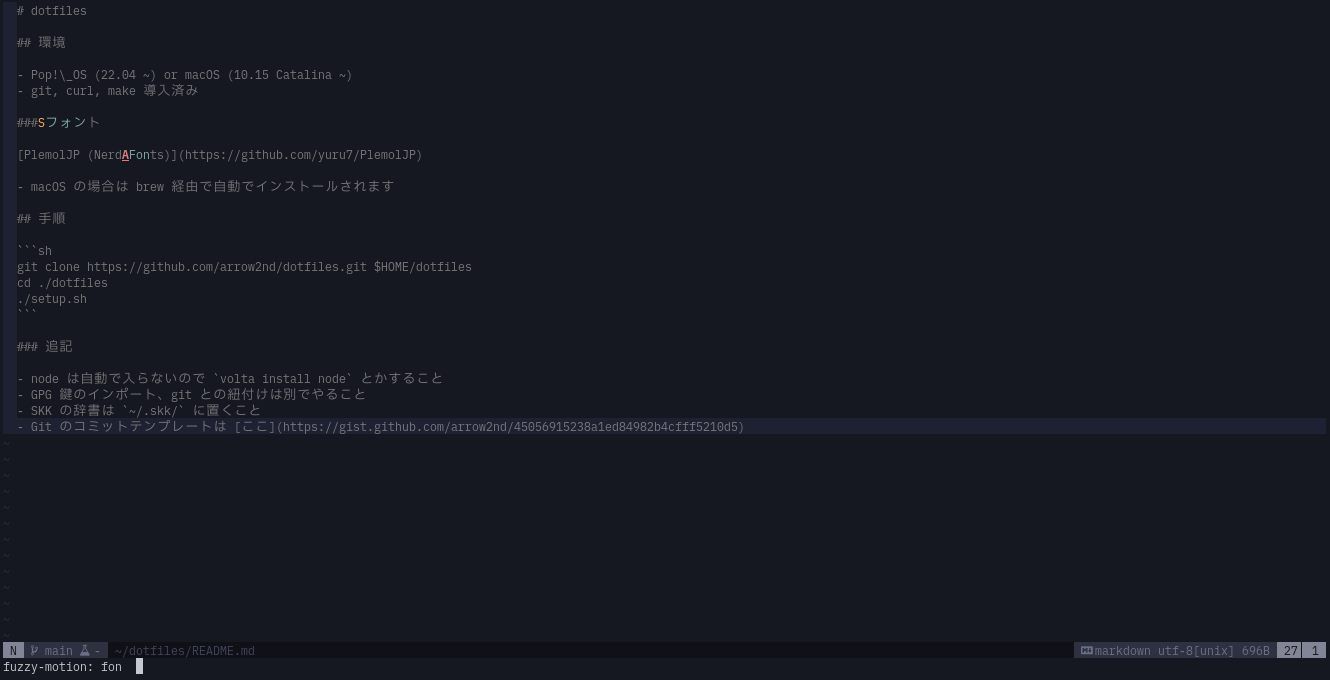 # dotfiles
## 環境
- Pop!\_OS (22.04 ~) or macOS (10.15 Catalina ~)
- git, curl, make 導入済み
###Sフォント
[PlemolJP (NerdAFonts)](https://github.com/yuru7/PlemolJP)
- macOS の場合は brew 経由で自動でインストールされます
## 手順
```sh
git clone https://github.com/arrow2nd/dotfiles.git $HOME/dotfiles
cd ./dotfiles
./setup.sh
```
### 追記
- node は自動で入らないので `volta install node` とかすること
- GPG 鍵のインポート、git との紐付けは別でやること
- SKK の辞書は `~/.skk/` に置くこと
- Git のコミットテンプレートは [ここ](https://gist.github.com/arrow2nd/45056915238a1ed84982b4cfff5210d5)
~
~
~
~
~
~
~
~
~
~
~
~
~
N main - ~/dotfiles/README.md markdown utf-8[unix] 696B 27 1
fuzzy-motion: fon